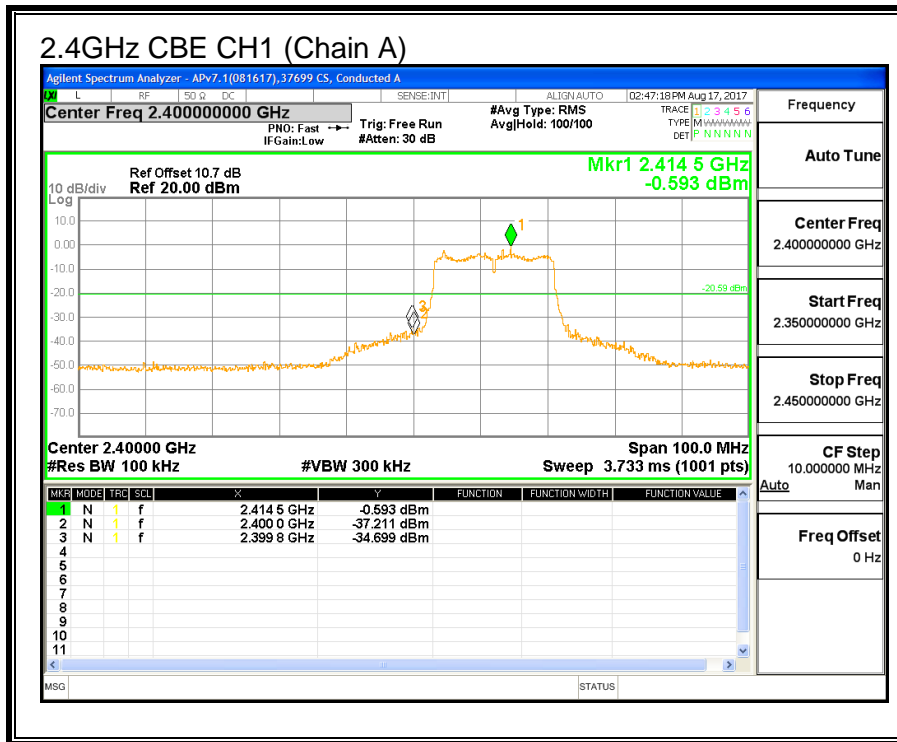 2.4GHz CBE CH1 (Chain A)
Agilent Spectrum Analyzer - APv7.1(081617),37699 CS, Conducted A
LXI L RF 50 Ω DC SENSE:INT ALIGN AUTO 02:47:18 PM Aug 17, 2017
Center Freq 2.400000000 GHz
PNO: Fast
IFGain:Low
Trig: Free Run
#Atten: 30 dB
#Avg Type: RMS
Avg|Hold: 100/100
TRACE 1 2 3 4 5 6
TYPE M WWWWW
DET P N N N N N
Mkr1 2.414 5 GHz
-0.593 dBm
Ref Offset 10.7 dB
10 dB/div Ref 20.00 dBm
Log
10.0
0.00
-10.0
-20.0
-30.0
-40.0
-50.0
-60.0
-70.0
1
-20.59 dBm
3
2
Center 2.40000 GHz Span 100.0 MHz
#Res BW 100 kHz #VBW 300 kHz Sweep 3.733 ms (1001 pts)
MKR MODE TRC SCL X Y FUNCTION FUNCTION WIDTH FUNCTION VALUE
1 N 1 f 2.414 5 GHz -0.593 dBm
2 N 1 f 2.400 0 GHz -37.211 dBm
3 N 1 f 2.399 8 GHz -34.699 dBm
4
5
6
7
8
9
10
11
MSG STATUS
Frequency
Auto Tune
Center Freq
2.400000000 GHz
Start Freq
2.350000000 GHz
Stop Freq
2.450000000 GHz
CF Step
10.000000 MHz
Auto Man
Freq Offset
0 Hz